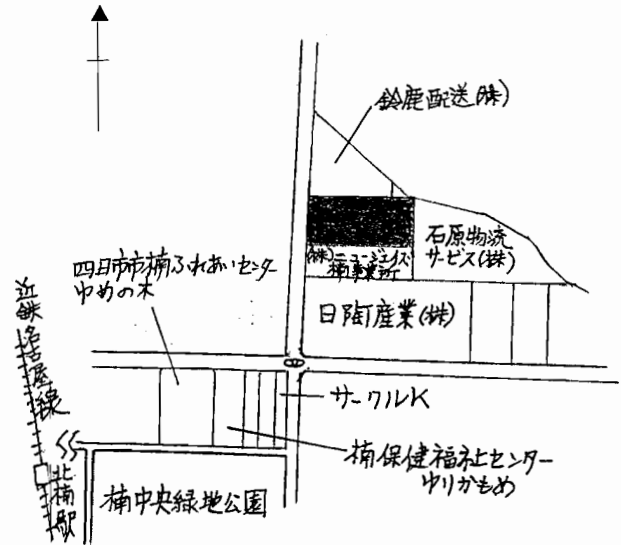 鈴鹿配送(株)
(株)ニュージェイズ
楠事業所
石原物流
サービス(株)
四日市市楠ふれあいセンター
ゆめの木
日陶産業(株)
近鉄名古屋線
サークルK
楠保健福祉センター
ゆりかもめ
北楠駅
楠中央緑地公園